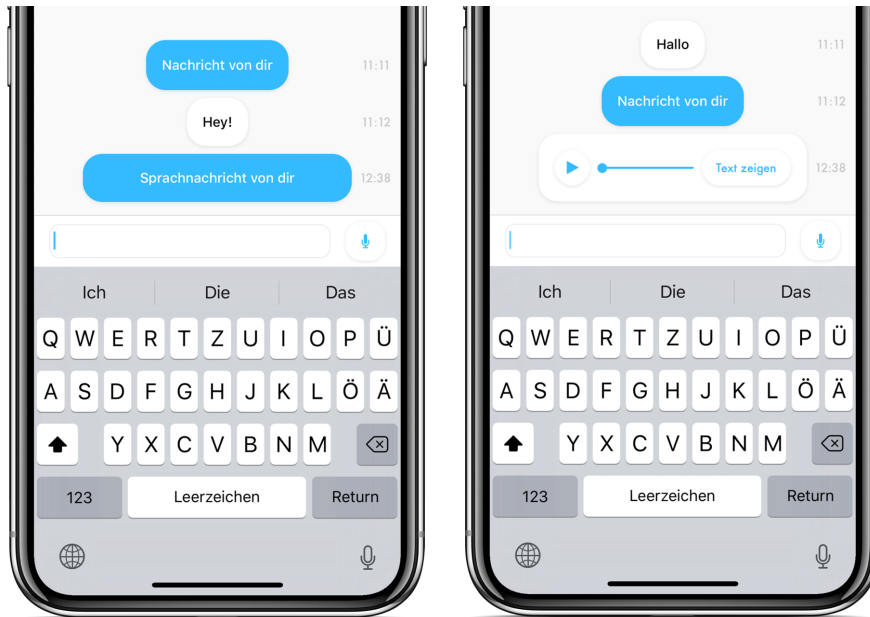 Nachricht von dir
11:11
Hey!
11:12
Sprachnachricht von dir
12:38
Ich Die Das
Q W E R T Z U I O P Ü
A S D F G H J K L Ö Ä
Y X C V B N M
123 Leerzeichen Return
Hallo
11:11
Nachricht von dir
11:12
Text zeigen
12:38
Ich Die Das
Q W E R T Z U I O P Ü
A S D F G H J K L Ö Ä
Y X C V B N M
123 Leerzeichen Return